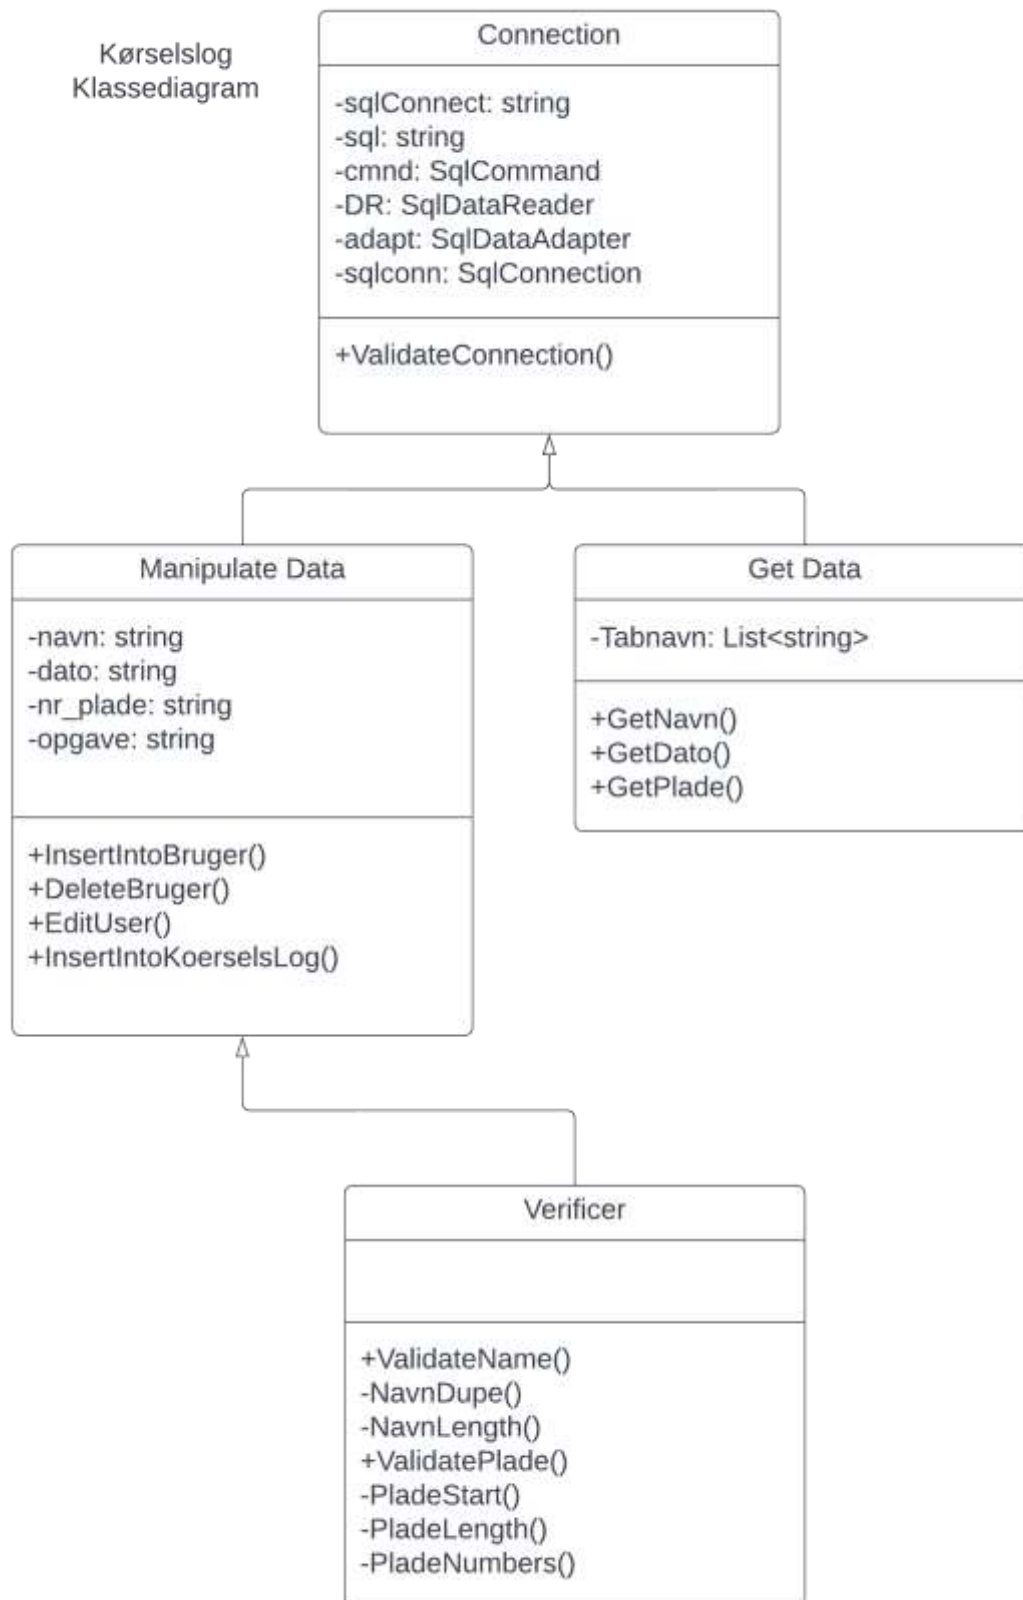 Kørselslog
Klassediagram
Connection
-sqlConnect: string
-sql: string
-cmnd: SqlCommand
-DR: SqlDataReader
-adapt: SqlDataAdapter
-sqlconn: SqlConnection
+ValidateConnection()
Manipulate Data
-navn: string
-dato: string
-nr_plade: string
-opgave: string
+InsertIntoBruger()
+DeleteBruger()
+EditUser()
+InsertIntoKoerselsLog()
Get Data
-Tabnavn: List<string>
+GetNavn()
+GetDato()
+GetPlade()
Verificer
+ValidateName()
-NavnDupe()
-NavnLength()
+ValidatePlade()
-PladeStart()
-PladeLength()
-PladeNumbers()